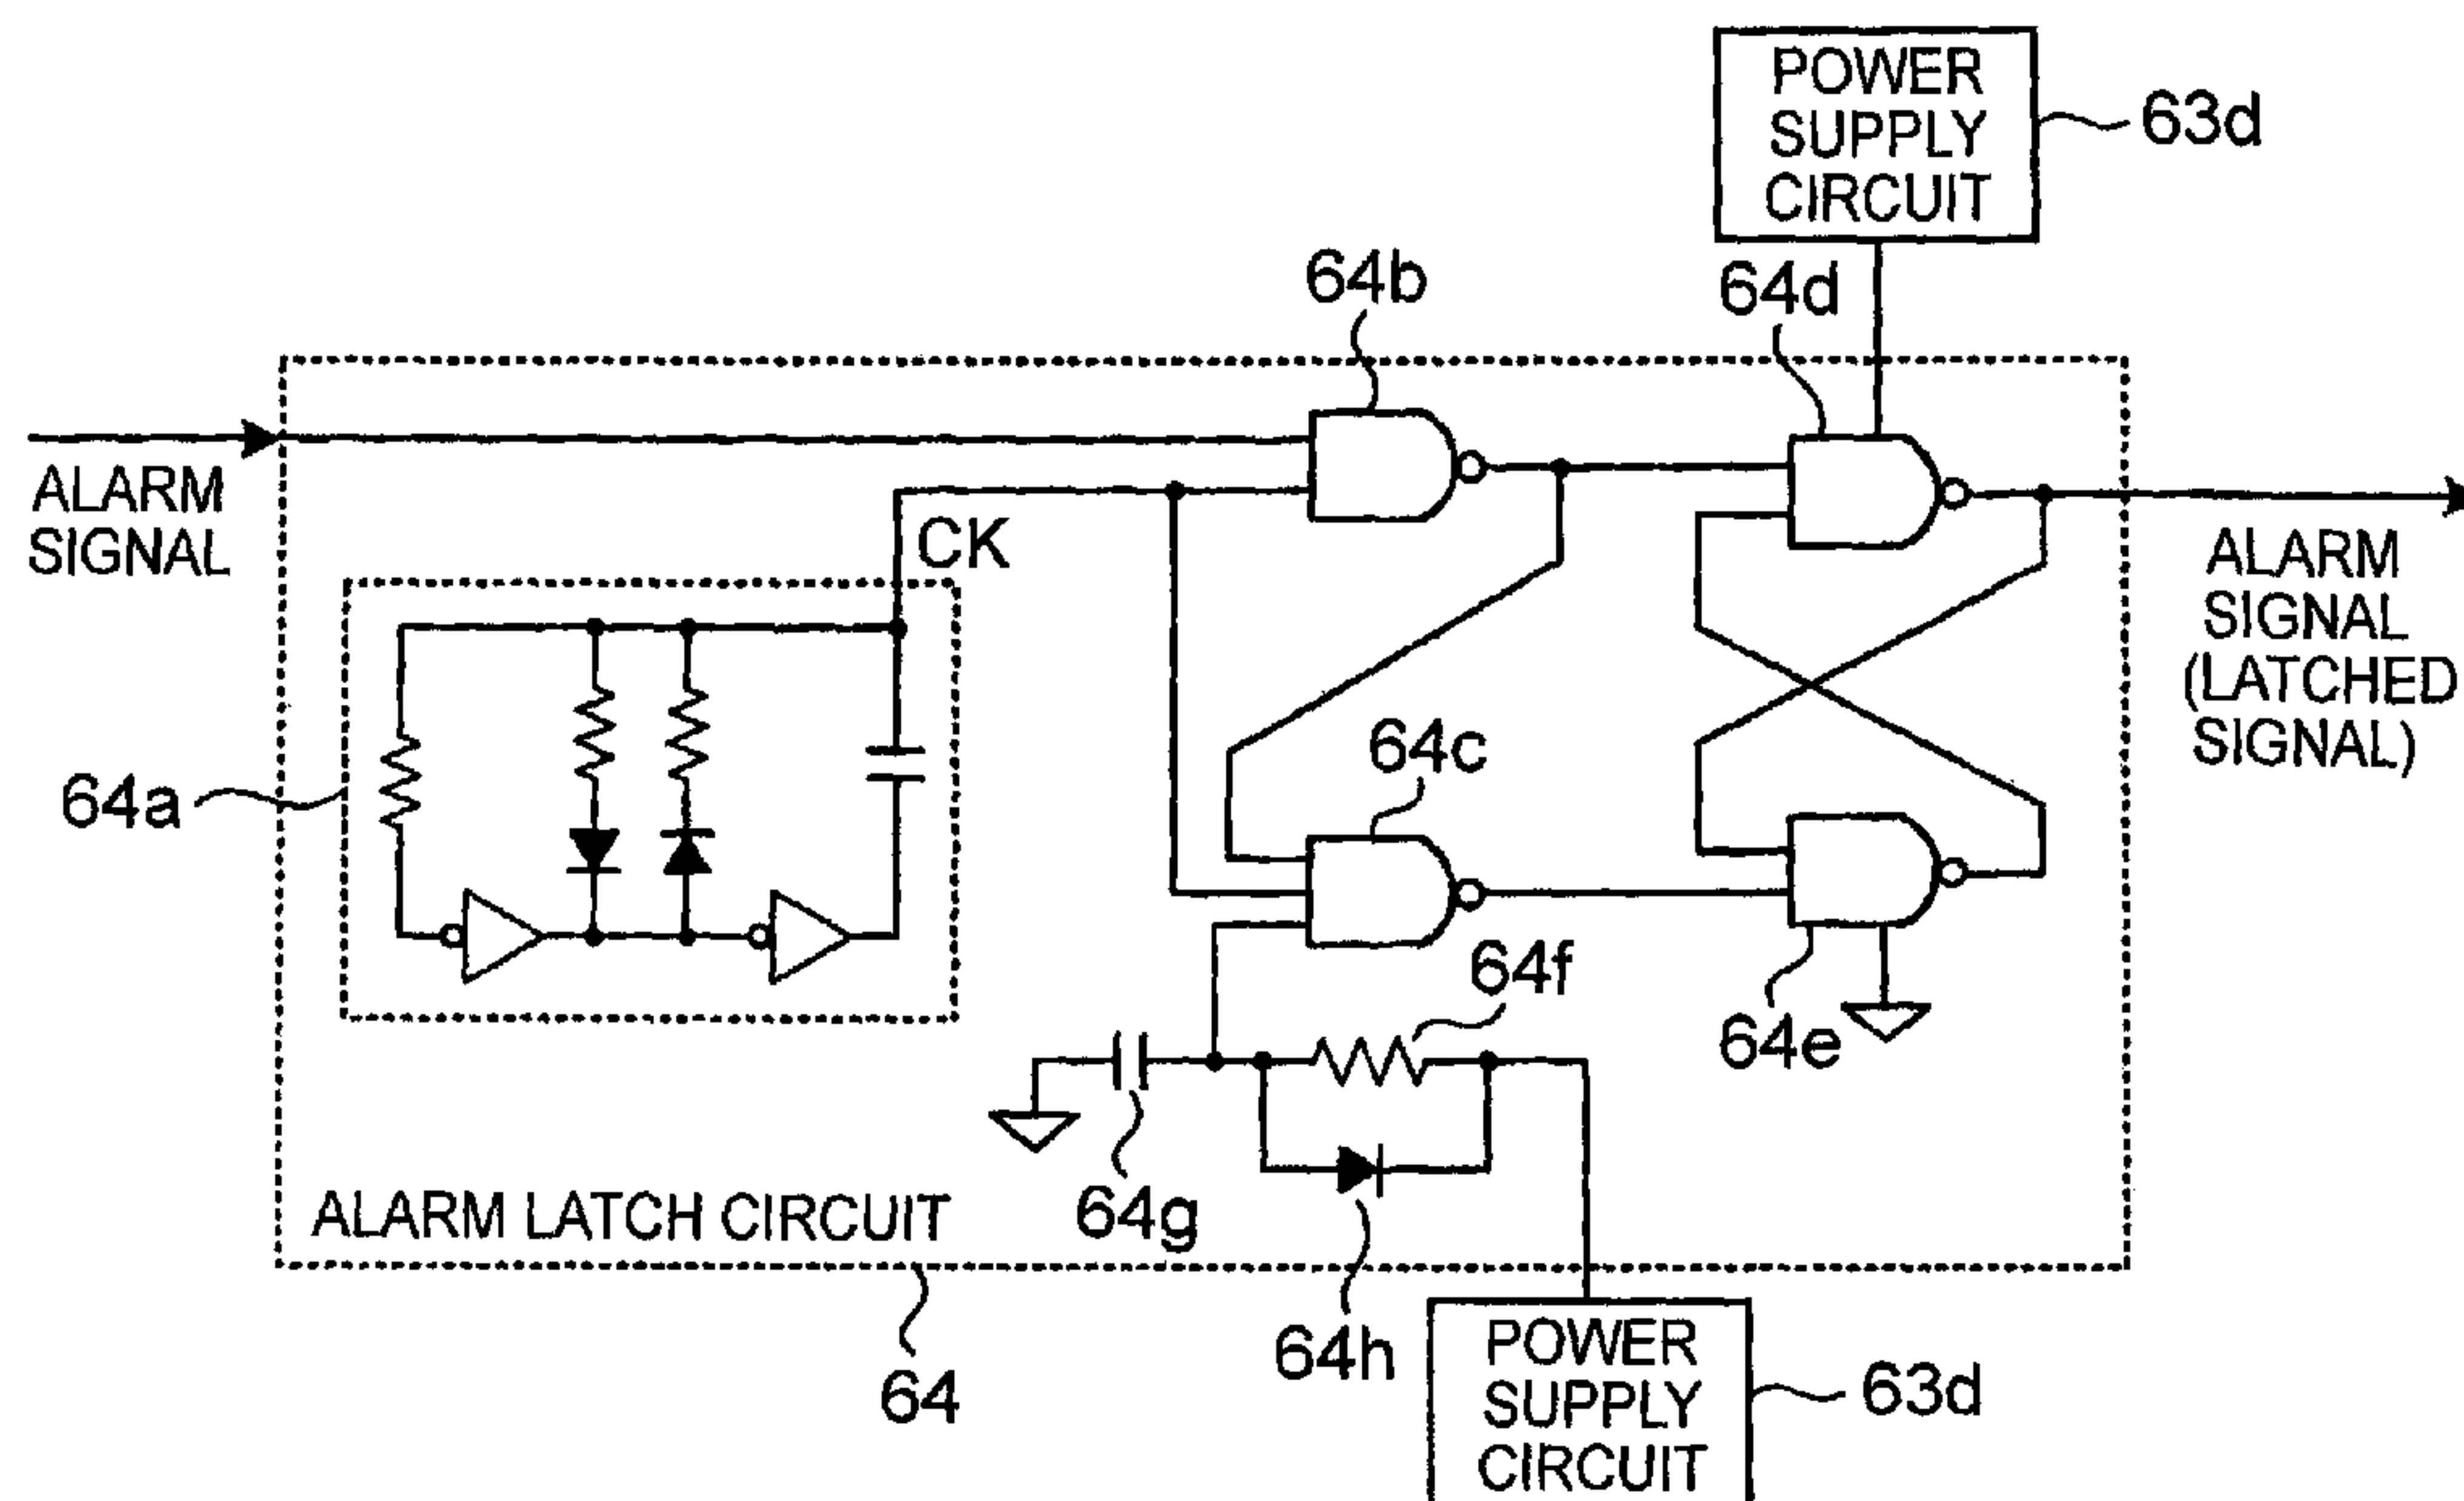 POWER
SUPPLY
CIRCUIT
63d
64b
64d
ALARM
SIGNAL
CK
ALARM
SIGNAL
(LATCHED
SIGNAL)
64a
64c
64f
64e
64g
ALARM LATCH CIRCUIT
64h
64
POWER
SUPPLY
CIRCUIT
63d